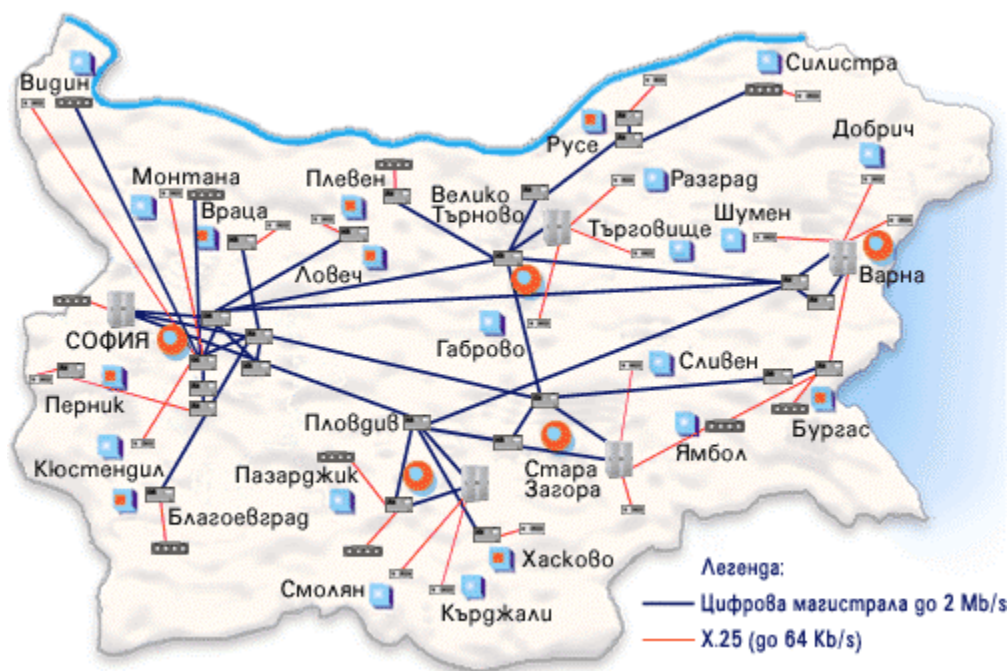 Видин
Силистра
Добрич
Русе
Монтана
Плевен
Велико
Търново
Разград
Враца
Шумен
Търговище
Ловеч
Варна
СОФИЯ
Габрово
Сливен
Перник
Пловдив
Бургас
Кюстендил
Пазарджик
Стара
Загора
Ямбол
Благоевград
Хасково
Смолян
Кърджали
Легенда:
Цифрова магистрала до 2 Mb/s
X.25 (до 64 Kb/s)